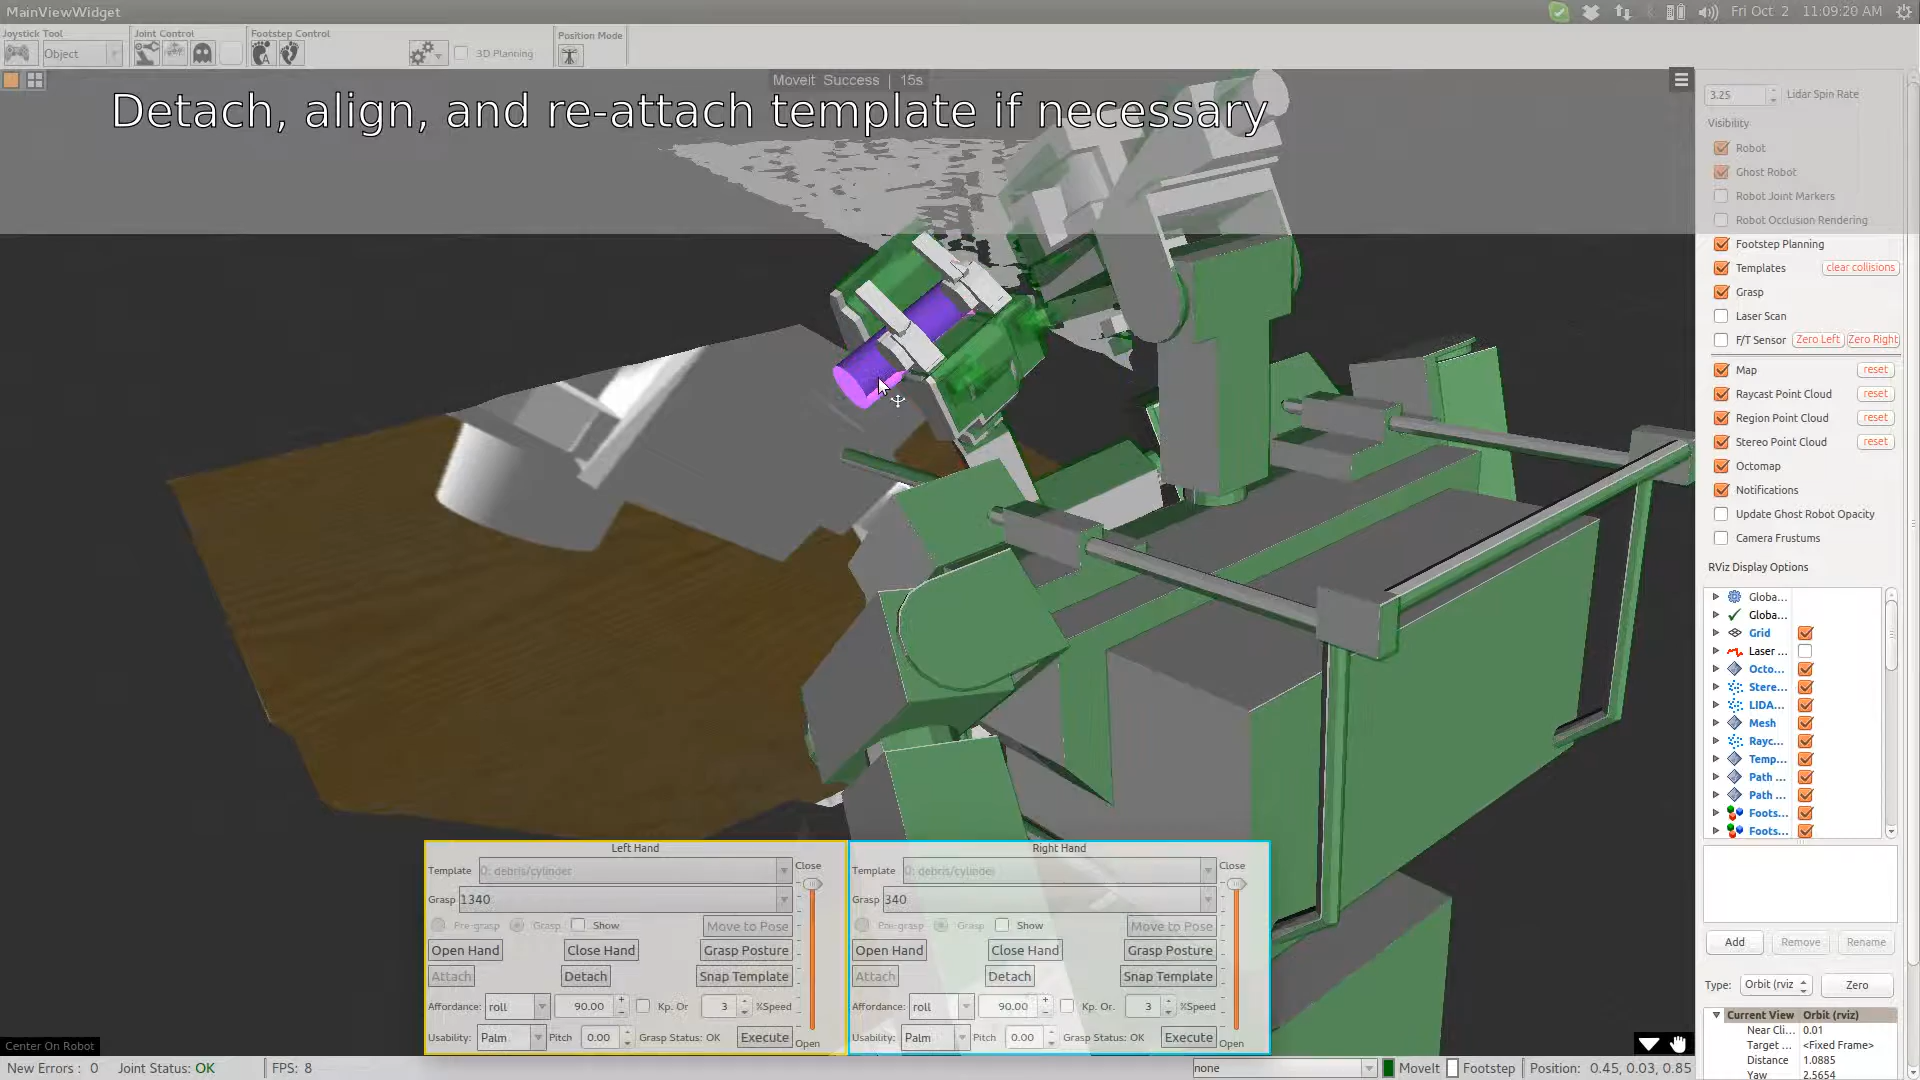 MainViewWidget
Fri Oct 2 11:09:20 AM
Joystick Tool
Joint Control
Footstep Control
Position Mode
Object
3D Planning
Moveit Success | 15s
Detach, align, and re-attach template if necessary
3.25 Lidar Spin Rate
Visibility
Robot
Ghost Robot
Robot Joint Markers
Robot Occlusion Rendering
Footstep Planning
Templates clear collisions
Grasp
Laser Scan
F/T Sensor Zero Left Zero Right
Map reset
Raycast Point Cloud reset
Region Point Cloud reset
Stereo Point Cloud reset
Octomap
Notifications
Update Ghost Robot Opacity
Camera Frustums
RViz Display Options
Globa...
Globa...
Grid
Laser ...
Octo...
Stere...
LIDA...
Mesh
Rayc...
Temp...
Path ...
Path ...
Foots...
Foots...
Add Remove Rename
Type: Orbit (rviz Zero
Current View Orbit (rviz)
Near Cli... 0.01
Target ... <Fixed Frame>
Distance 1.0885
Yaw 2.5654
Left Hand
Template 0: debris/cylinder Close
Grasp 1340
Pre-grasp Grasp Show Move to Pose
Open Hand Close Hand Grasp Posture
Attach Detach Snap Template
Affordance: roll 90.00 Kp. Or 3 %Speed
Usability: Palm Pitch 0.00 Grasp Status: OK Execute Open
Right Hand
Template 0: debris/cylinder Close
Grasp 340
Pre-grasp Grasp Show Move to Pose
Open Hand Close Hand Grasp Posture
Attach Detach Snap Template
Affordance: roll 90.00 Kp. Or 3 %Speed
Usability: Palm Pitch 0.00 Grasp Status: OK Execute Open
Center On Robot
New Errors : 0 Joint Status: OK FPS: 8 none MoveIt Footstep Position: 0.45, 0.03, 0.85